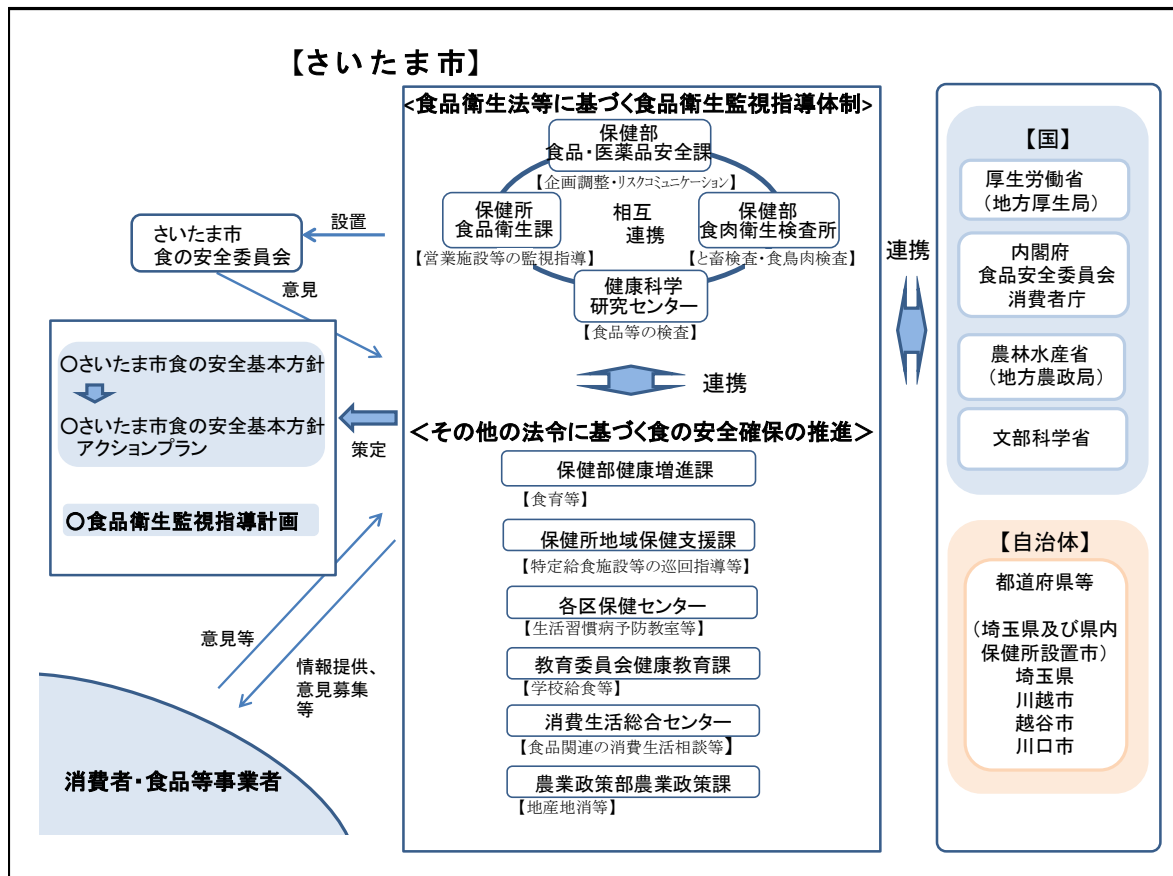 【さいたま市】
<食品衛生法等に基づく食品衛生監視指導体制>
保健部
食品・医薬品安全課
【企画調整・リスクコミュニケーション】
保健所
食品衛生課
【営業施設等の監視指導】
相互
連携
保健部
食肉衛生検査所
【と畜検査・食鳥肉検査】
健康科学
研究センター
【食品等の検査】
連携
<その他の法令に基づく食の安全確保の推進>
保健部健康増進課
【食育等】
保健所地域保健支援課
【特定給食施設等の巡回指導等】
各区保健センター
【生活習慣病予防教室等】
教育委員会健康教育課
【学校給食等】
消費生活総合センター
【食品関連の消費生活相談等】
農業政策部農業政策課
【地産地消等】
設置
さいたま市
食の安全委員会
意見
○さいたま市食の安全基本方針
○さいたま市食の安全基本方針
アクションプラン
○食品衛生監視指導計画
策定
意見等
情報提供、
意見募集
等
消費者・食品等事業者
連携
【国】
厚生労働省
（地方厚生局）
内閣府
食品安全委員会
消費者庁
農林水産省
（地方農政局）
文部科学省
【自治体】
都道府県等
（埼玉県及び県内
保健所設置市）
埼玉県
川越市
越谷市
川口市